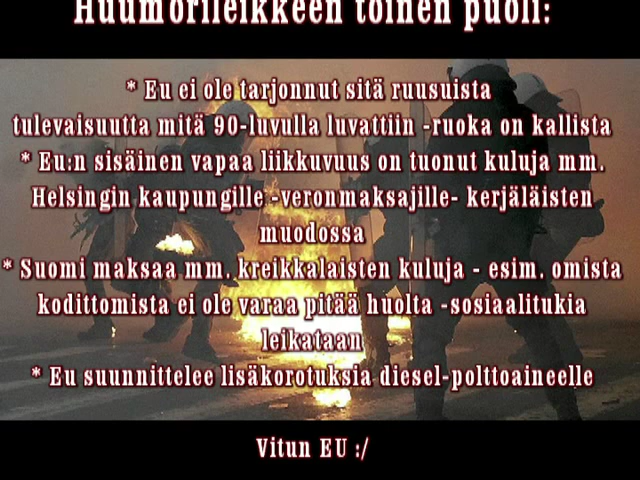 Huumorileikkeen toinen puoli:
* Eu ei ole tarjonnut sitä ruusuista
tulevaisuutta mitä 90-luvulla luvattiin -ruoka on kallista
* Eu:n sisäinen vapaa liikkuvuus on tuonut kuluja mm.
Helsingin kaupungille -veronmaksajille- kerjäläisten
muodossa
* Suomi maksaa mm. kreikkalaisten kuluja - esim. omista
kodittomista ei ole varaa pitää huolta -sosiaalitukia
leikataan
* Eu suunnittelee lisäkorotuksia diesel-polttoaineelle
Vitun EU :/